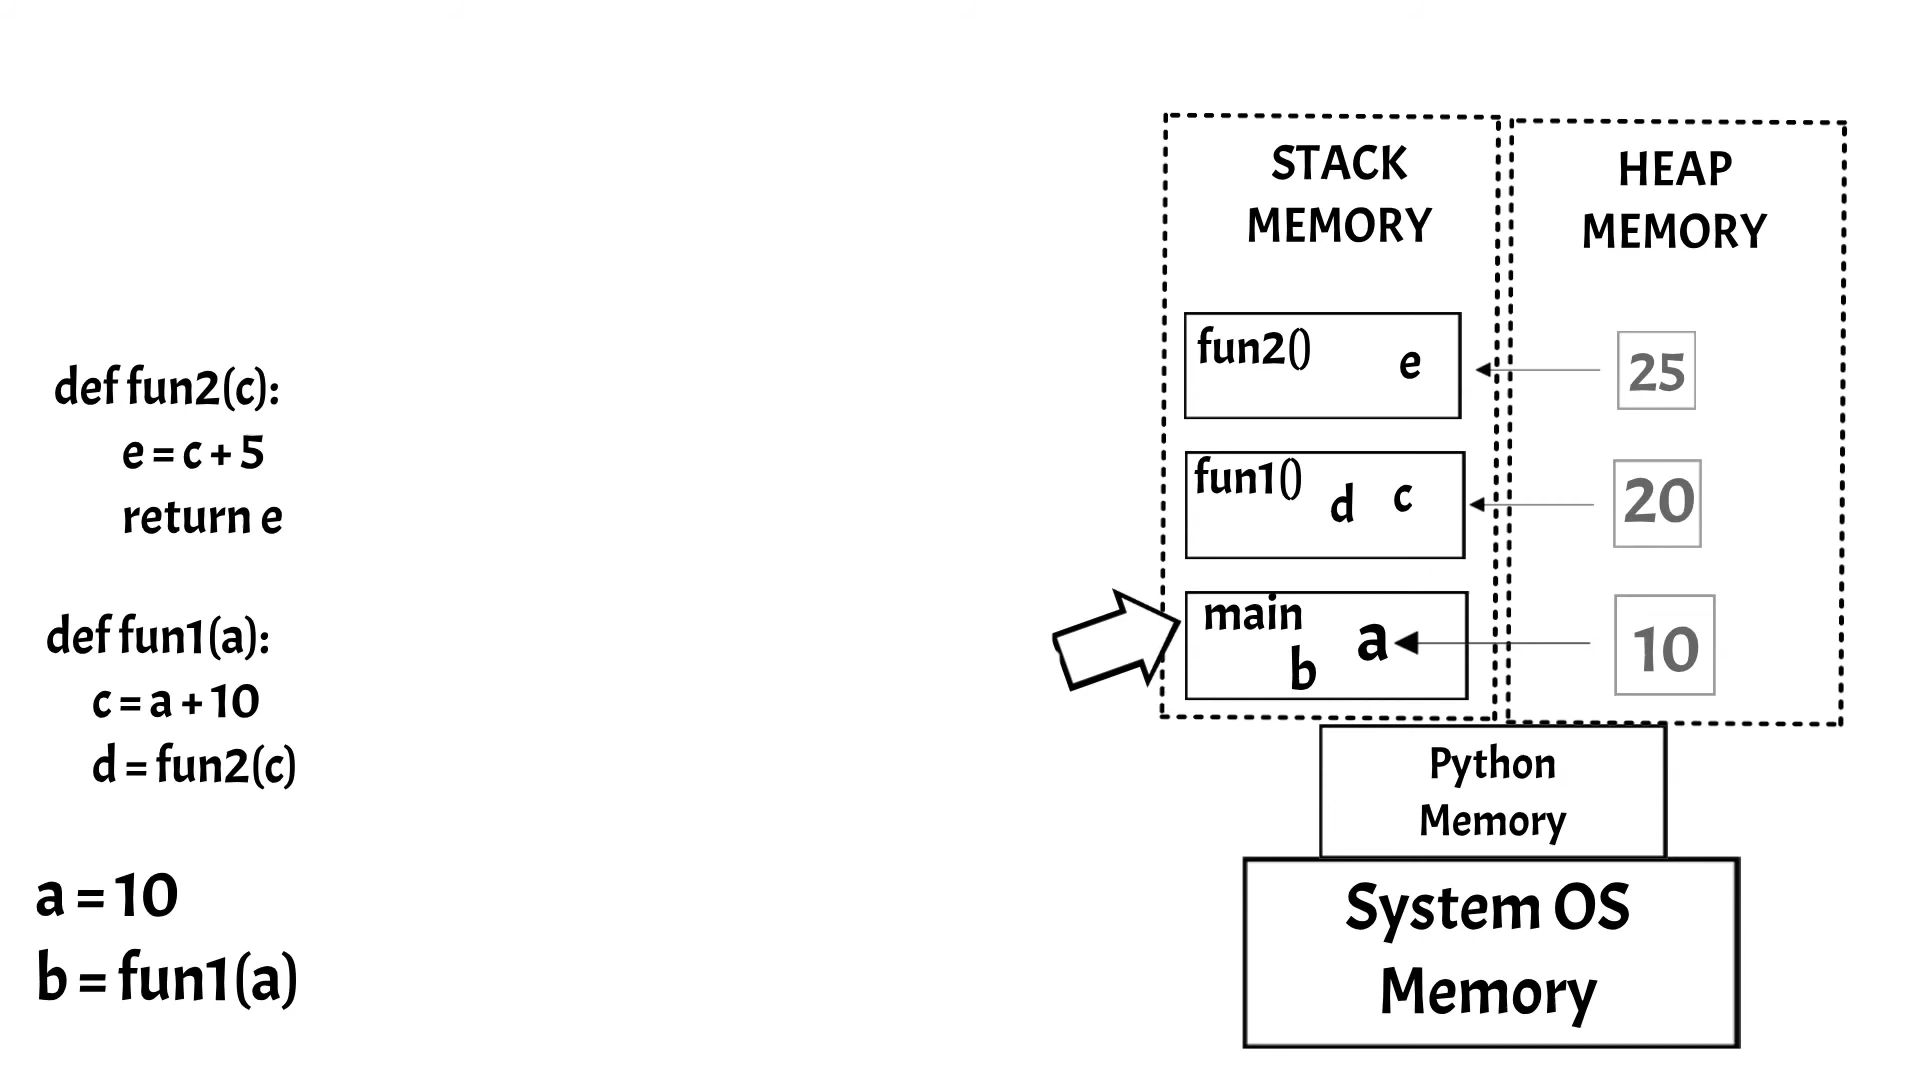 def fun2(c):
e = c + 5
return e
def fun1(a):
c = a + 10
d = fun2(c)
a = 10
b = fun1(a)
STACK
MEMORY
fun2() e
fun1() d c
main
b a
HEAP
MEMORY
25
20
10
Python
Memory
System OS
Memory